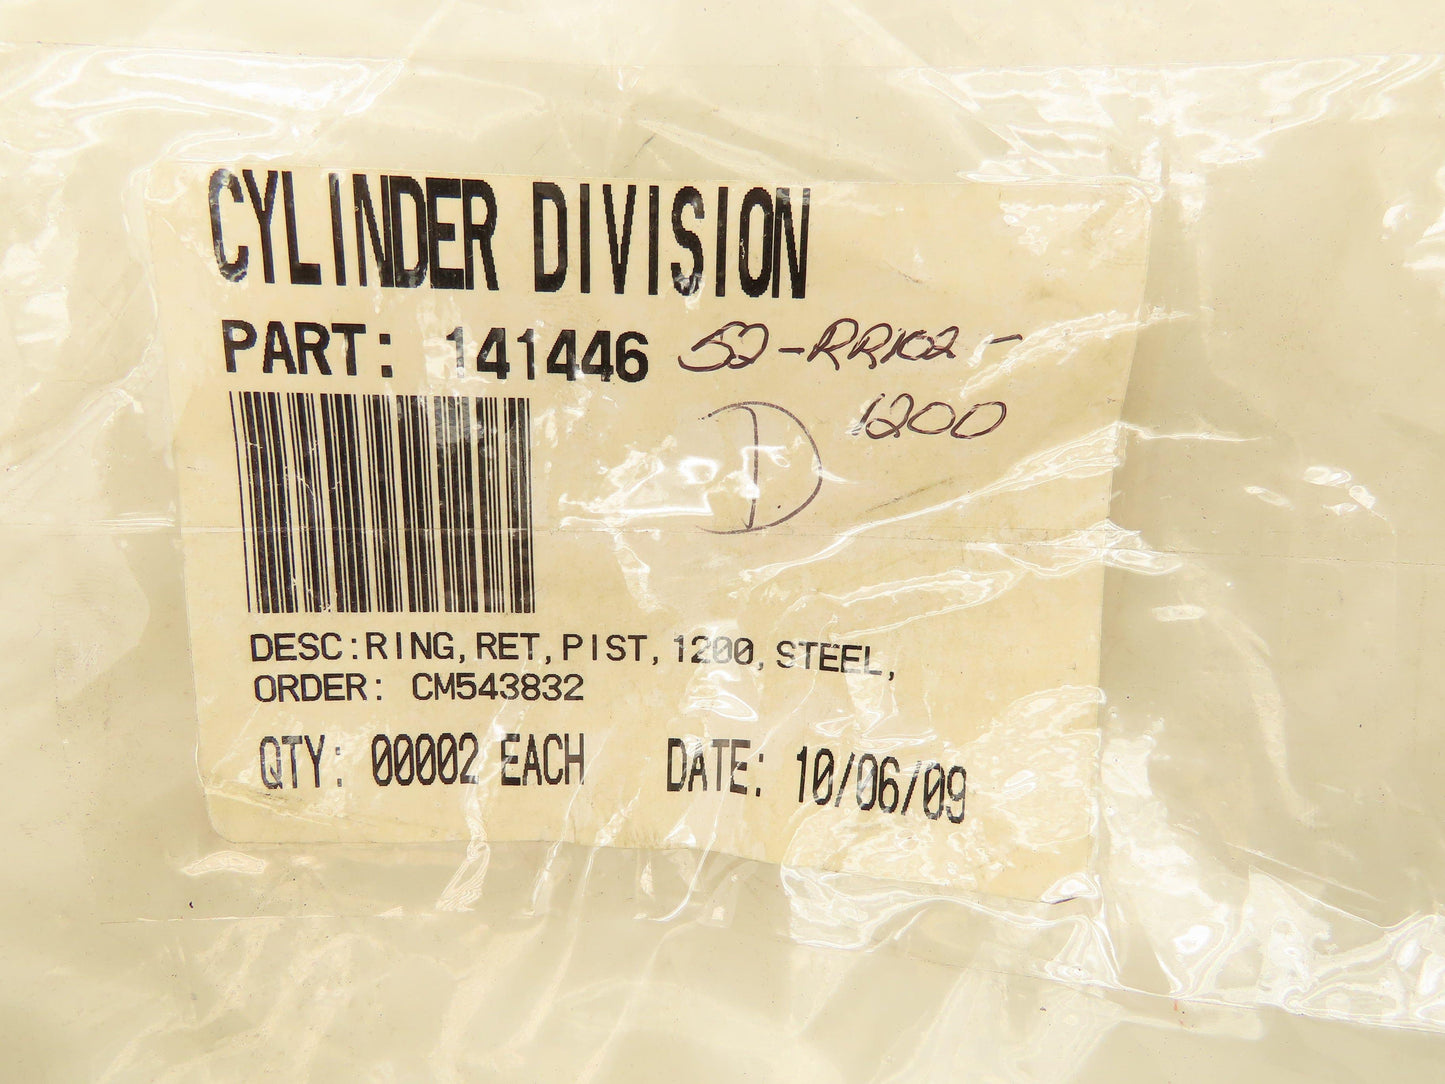 CYLINDER DIVISION
PART: 141446 52-RR102-
1200
D
DESC:RING,RET,PIST,1200,STEEL,
ORDER: CM543832
QTY: 00002 EACH DATE: 10/06/09